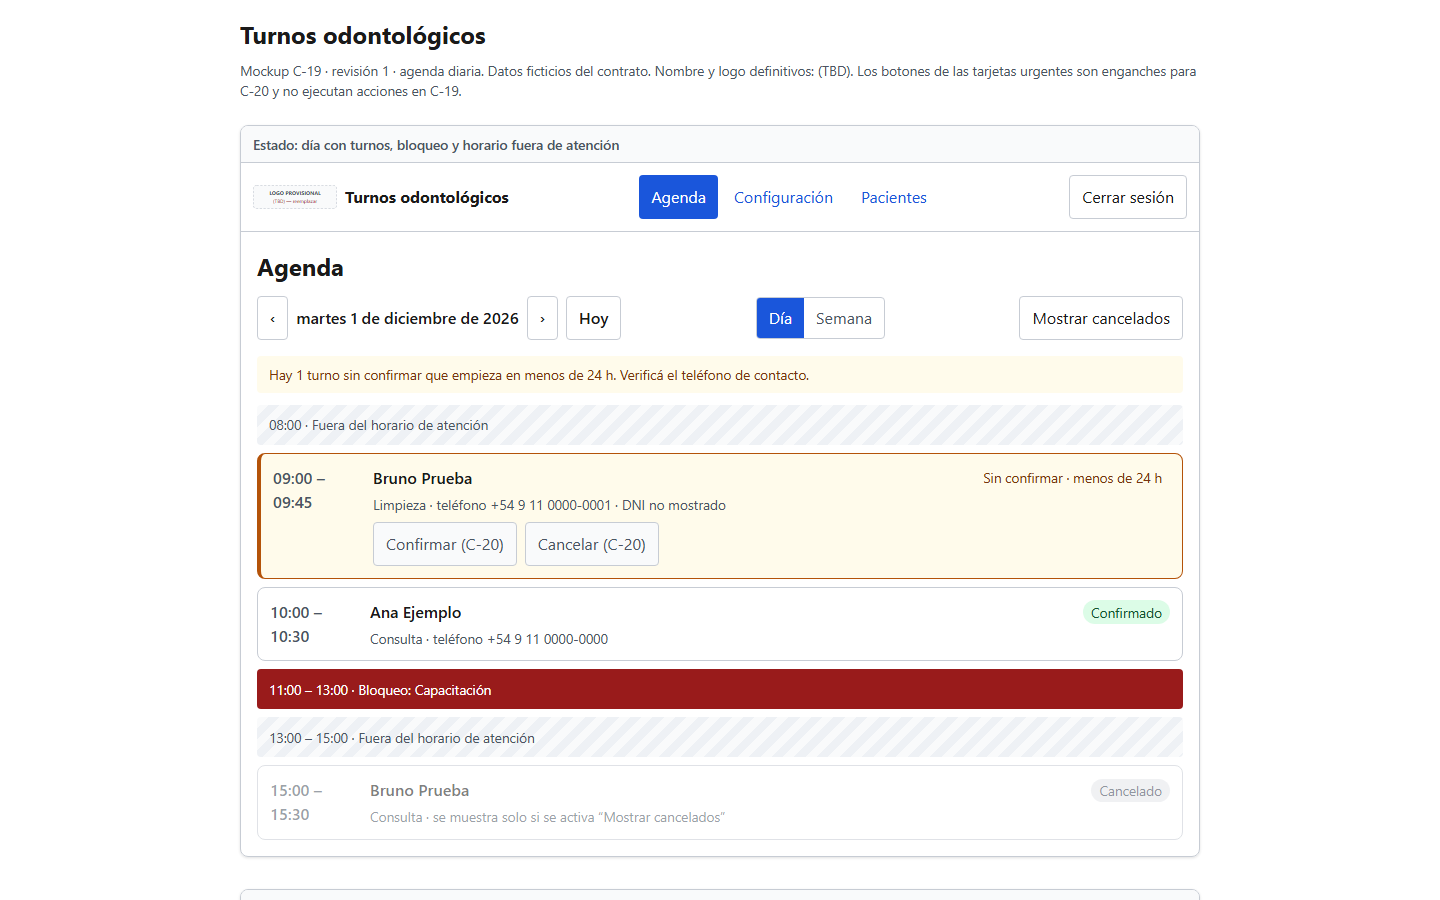 Turnos odontológicos
Mockup C-19 · revisión 1 · agenda diaria. Datos ficticios del contrato. Nombre y logo definitivos: (TBD). Los botones de las tarjetas urgentes son enganches para
C-20 y no ejecutan acciones en C-19.
Estado: día con turnos, bloqueo y horario fuera de atención
LOGO PROVISIONAL
(TBD) — reemplazar
Turnos odontológicos
Agenda
Configuración
Pacientes
Cerrar sesión
Agenda
‹
martes 1 de diciembre de 2026
›
Hoy
Día
Semana
Mostrar cancelados
Hay 1 turno sin confirmar que empieza en menos de 24 h. Verificá el teléfono de contacto.
08:00 · Fuera del horario de atención
09:00 –
09:45
Bruno Prueba
Sin confirmar · menos de 24 h
Limpieza · teléfono +54 9 11 0000-0001 · DNI no mostrado
Confirmar (C-20)
Cancelar (C-20)
10:00 –
10:30
Ana Ejemplo
Confirmado
Consulta · teléfono +54 9 11 0000-0000
11:00 – 13:00 · Bloqueo: Capacitación
13:00 – 15:00 · Fuera del horario de atención
15:00 –
15:30
Bruno Prueba
Cancelado
Consulta · se muestra solo si se activa “Mostrar cancelados”